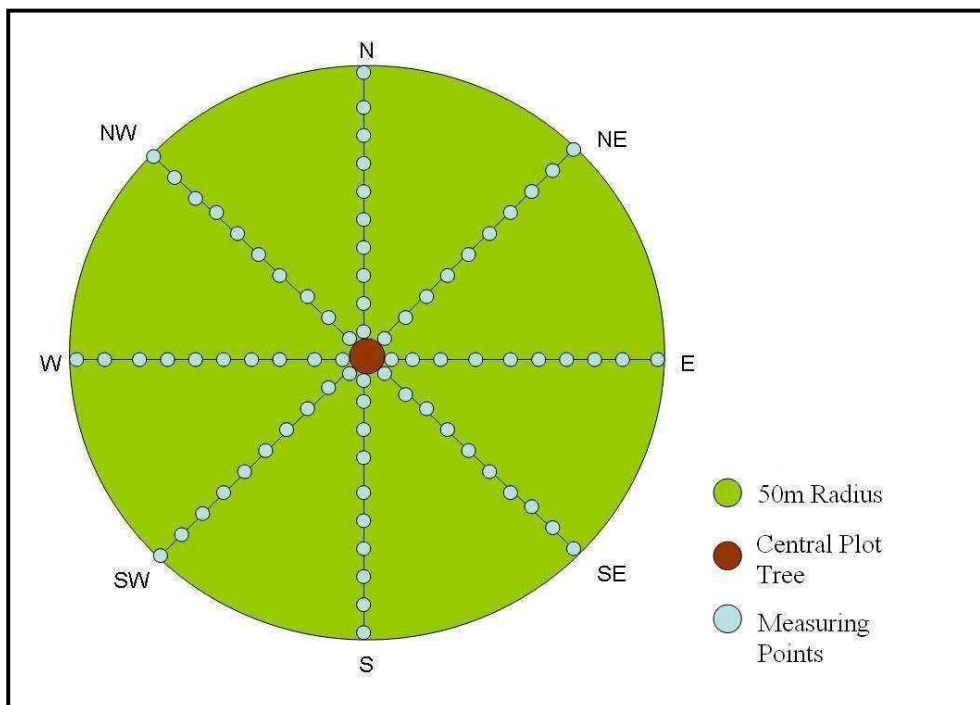 N
NW
NE
W
E
SW
SE
S
50m Radius
Central Plot
Tree
Measuring
Points